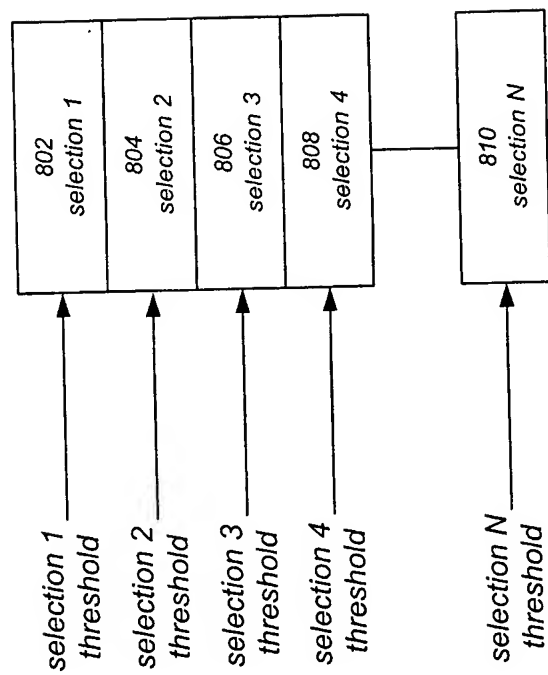 802
selection 1
804
selection 2
806
selection 3
808
selection 4
810
selection N
selection 1
threshold
selection 2
threshold
selection 3
threshold
selection 4
threshold
selection N
threshold